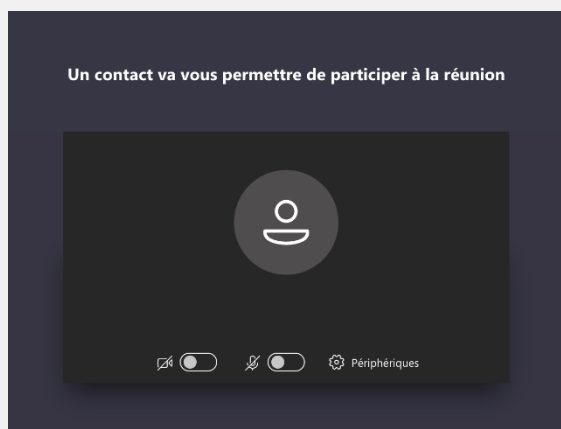 Un contact va vous permettre de participer à la réunion
Périphériques